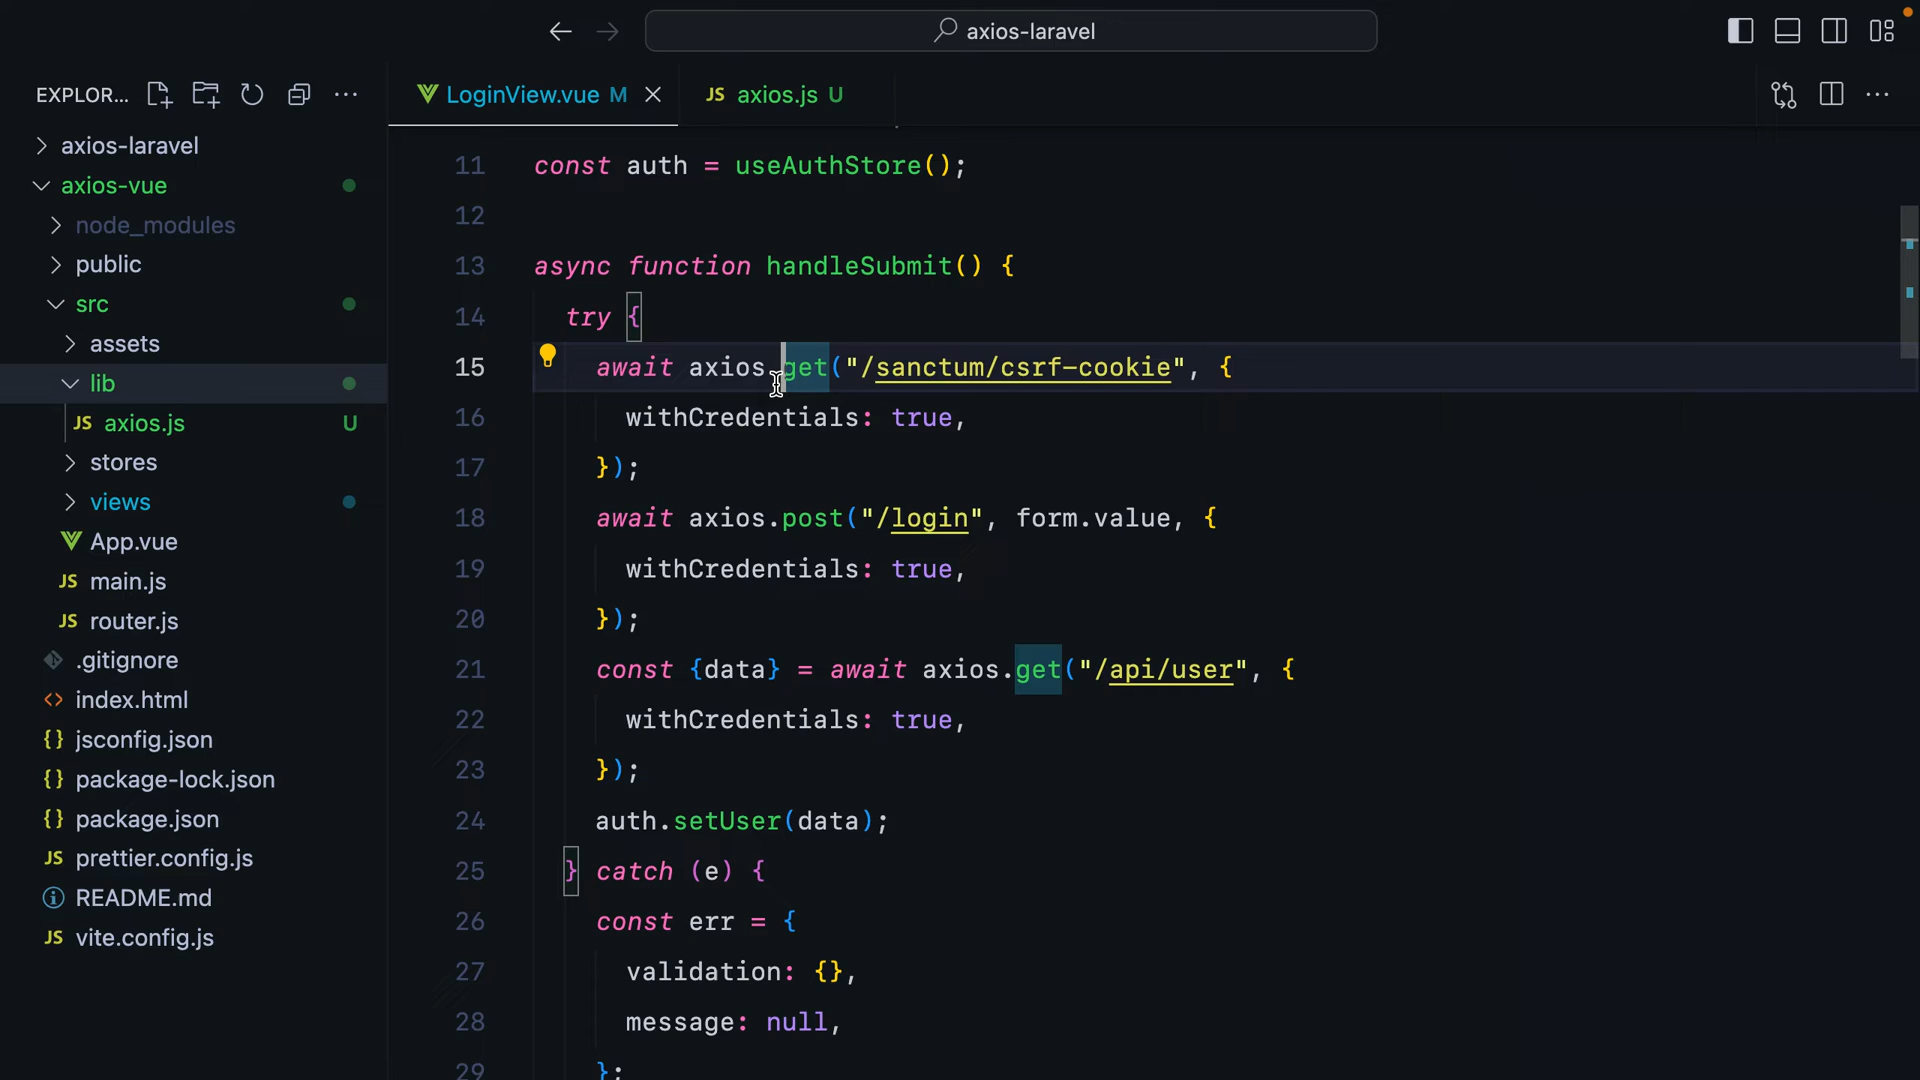 axios-laravel
EXPLOR...
LoginView.vue M
JS axios.js U
axios-laravel
axios-vue
node_modules
public
src
assets
lib
JS axios.js U
stores
views
App.vue
JS main.js
JS router.js
.gitignore
<> index.html
{} jsconfig.json
{} package-lock.json
{} package.json
JS prettier.config.js
README.md
JS vite.config.js
11 const auth = useAuthStore();
12
13 async function handleSubmit() {
14 try {
15 await axios.get("/sanctum/csrf-cookie", {
16 withCredentials: true,
17 });
18 await axios.post("/login", form.value, {
19 withCredentials: true,
20 });
21 const {data} = await axios.get("/api/user", {
22 withCredentials: true,
23 });
24 auth.setUser(data);
25 } catch (e) {
26 const err = {
27 validation: {},
28 message: null,
29 };